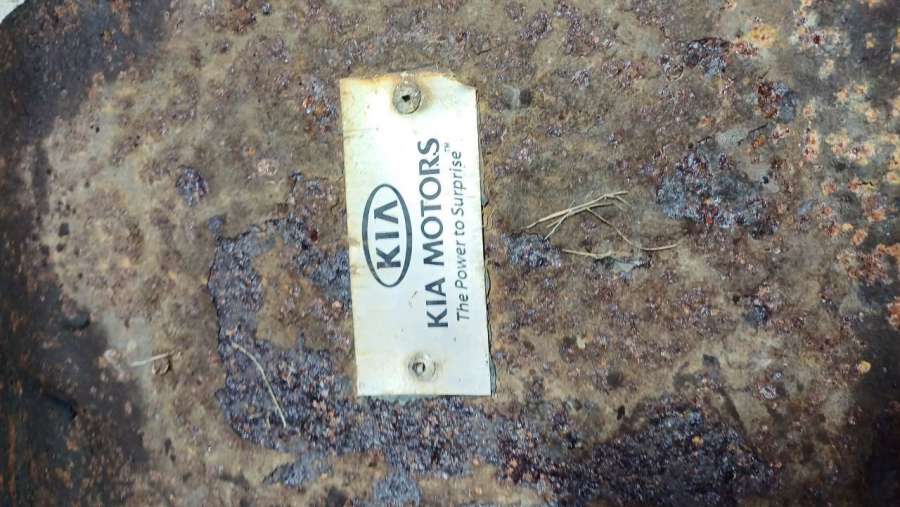 KIA
KIA MOTORS
The Power to Surprise™